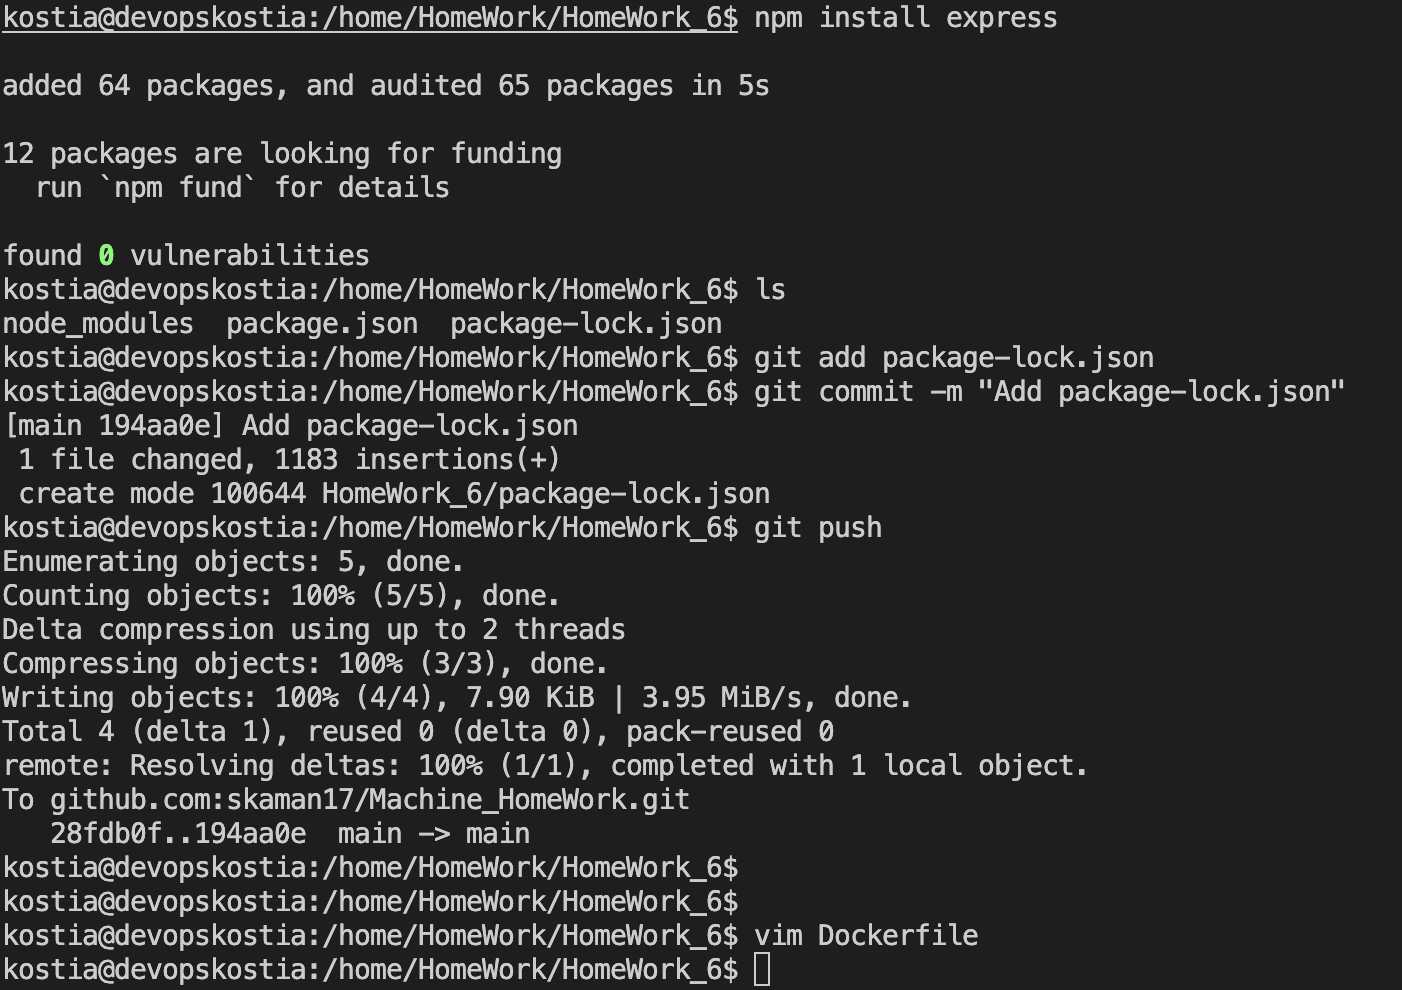 kostia@devopskostia:/home/HomeWork/HomeWork_6$ npm install express
added 64 packages, and audited 65 packages in 5s
12 packages are looking for funding
  run `npm fund` for details
found 0 vulnerabilities
kostia@devopskostia:/home/HomeWork/HomeWork_6$ ls
node_modules  package.json  package-lock.json
kostia@devopskostia:/home/HomeWork/HomeWork_6$ git add package-lock.json
kostia@devopskostia:/home/HomeWork/HomeWork_6$ git commit -m "Add package-lock.json"
[main 194aa0e] Add package-lock.json
 1 file changed, 1183 insertions(+)
 create mode 100644 HomeWork_6/package-lock.json
kostia@devopskostia:/home/HomeWork/HomeWork_6$ git push
Enumerating objects: 5, done.
Counting objects: 100% (5/5), done.
Delta compression using up to 2 threads
Compressing objects: 100% (3/3), done.
Writing objects: 100% (4/4), 7.90 KiB | 3.95 MiB/s, done.
Total 4 (delta 1), reused 0 (delta 0), pack-reused 0
remote: Resolving deltas: 100% (1/1), completed with 1 local object.
To github.com:skaman17/Machine_HomeWork.git
   28fdb0f..194aa0e  main -> main
kostia@devopskostia:/home/HomeWork/HomeWork_6$
kostia@devopskostia:/home/HomeWork/HomeWork_6$
kostia@devopskostia:/home/HomeWork/HomeWork_6$ vim Dockerfile
kostia@devopskostia:/home/HomeWork/HomeWork_6$